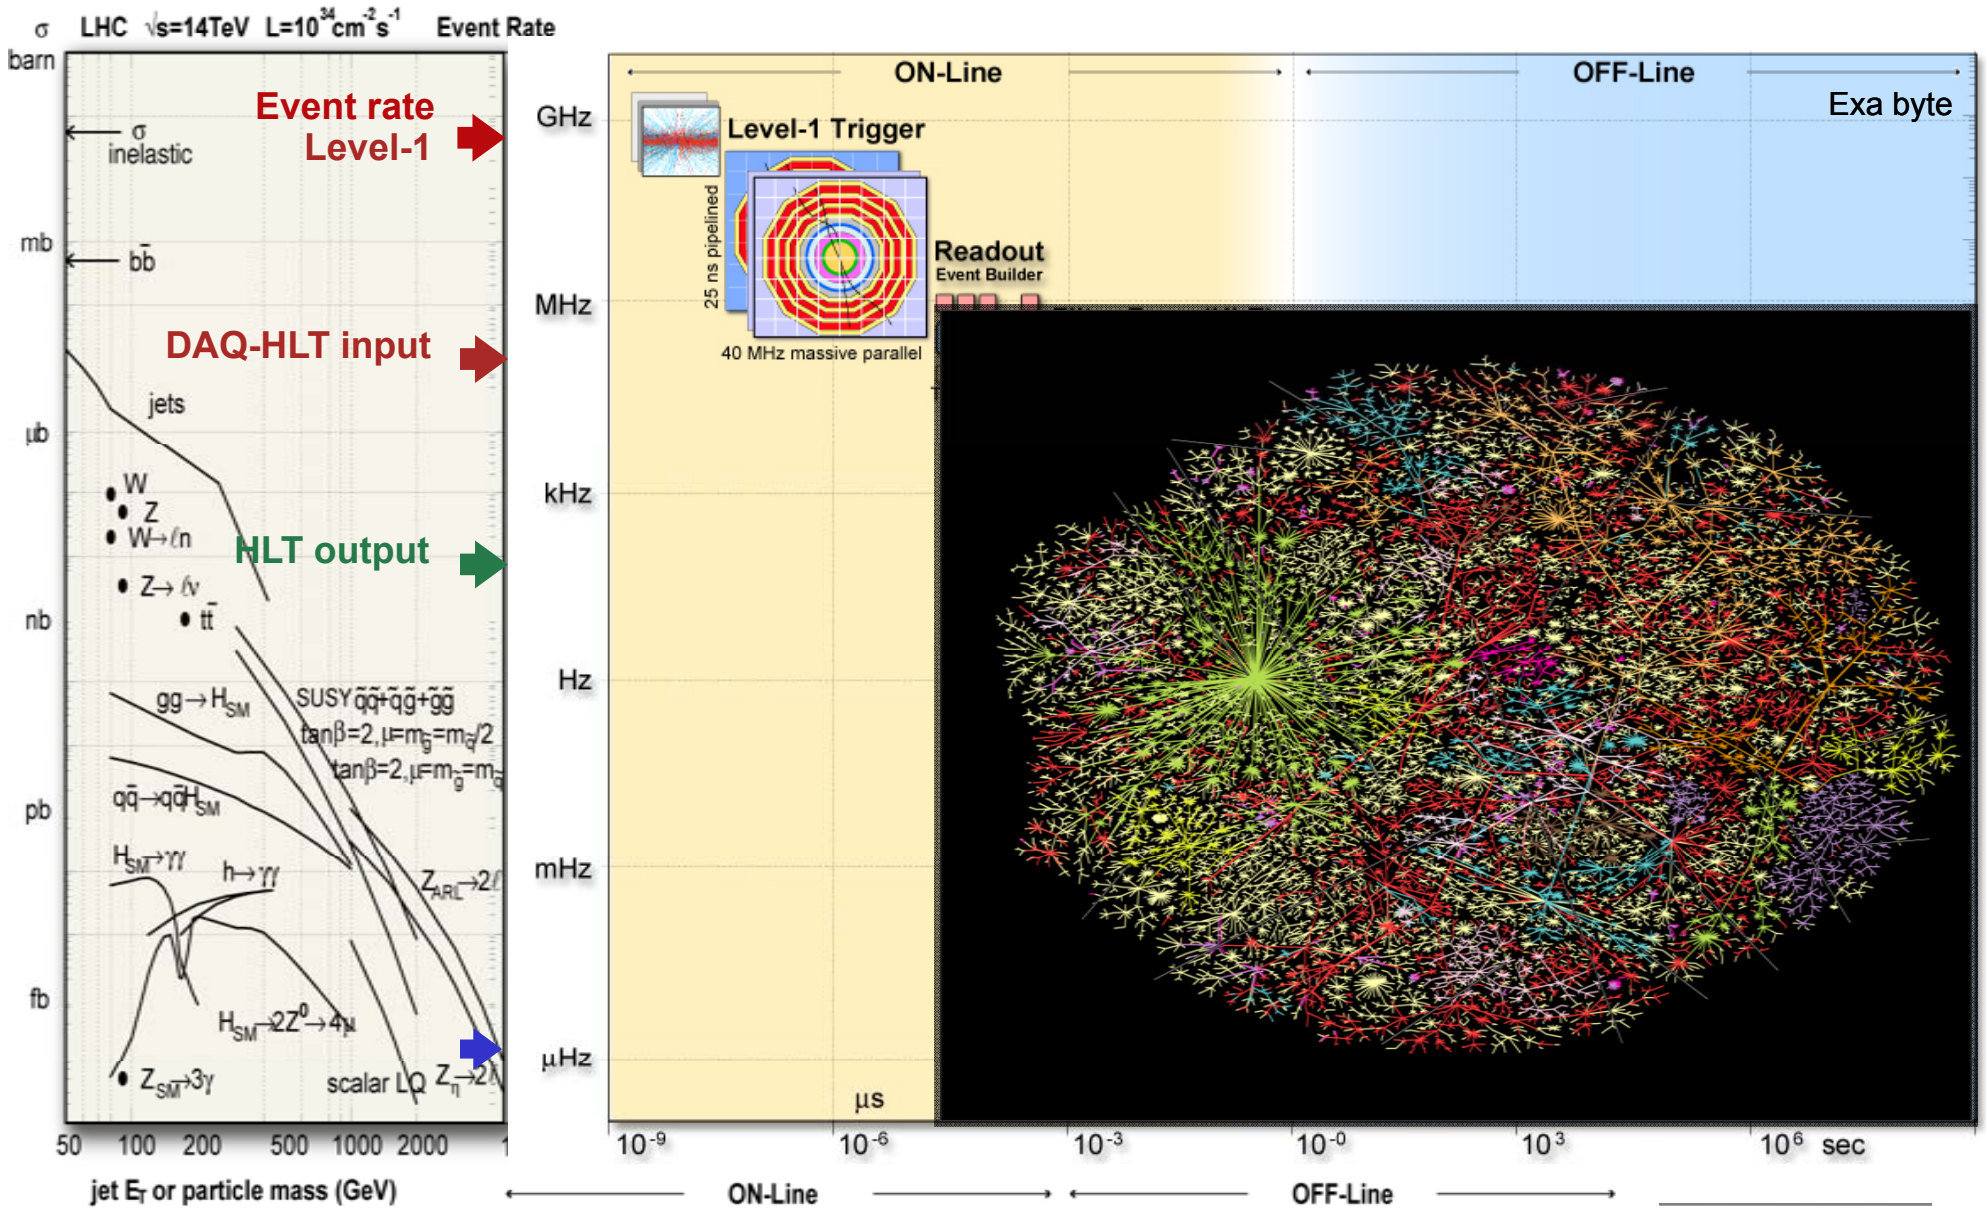 σ LHC √s=14TeV L=10³⁴cm⁻²s⁻¹ Event Rate
barn
mb
μb
nb
pb
fb
σ
inelastic
bb̄
jets
W
Z
W→ℓn
Z→ℓν
tt̄
gg→H_SM
SUSY q̃q̃+q̃g̃+g̃g̃
tanβ=2,μ=m_g̃=m_q̃/2
tanβ=2,μ=m_g̃=m_q̃
qq̄→qq̄H_SM
H_SM→γγ
h→γγ
Z_ARL→2ℓ
H_SM→2Z⁰→4μ
Z_SM→3γ
scalar LQ
Z_η→2ℓ
Event rate
Level-1
DAQ-HLT input
HLT output
50 100 200 500 1000 2000 1
jet E_T or particle mass (GeV)
GHz
MHz
kHz
Hz
mHz
μHz
ON-Line
OFF-Line
Exa byte
Level-1 Trigger
25 ns pipelined
40 MHz massive parallel
Readout
Event Builder
μs
10⁻⁹ 10⁻⁶ 10⁻³ 10⁻⁰ 10³ 10⁶ sec
ON-Line
OFF-Line